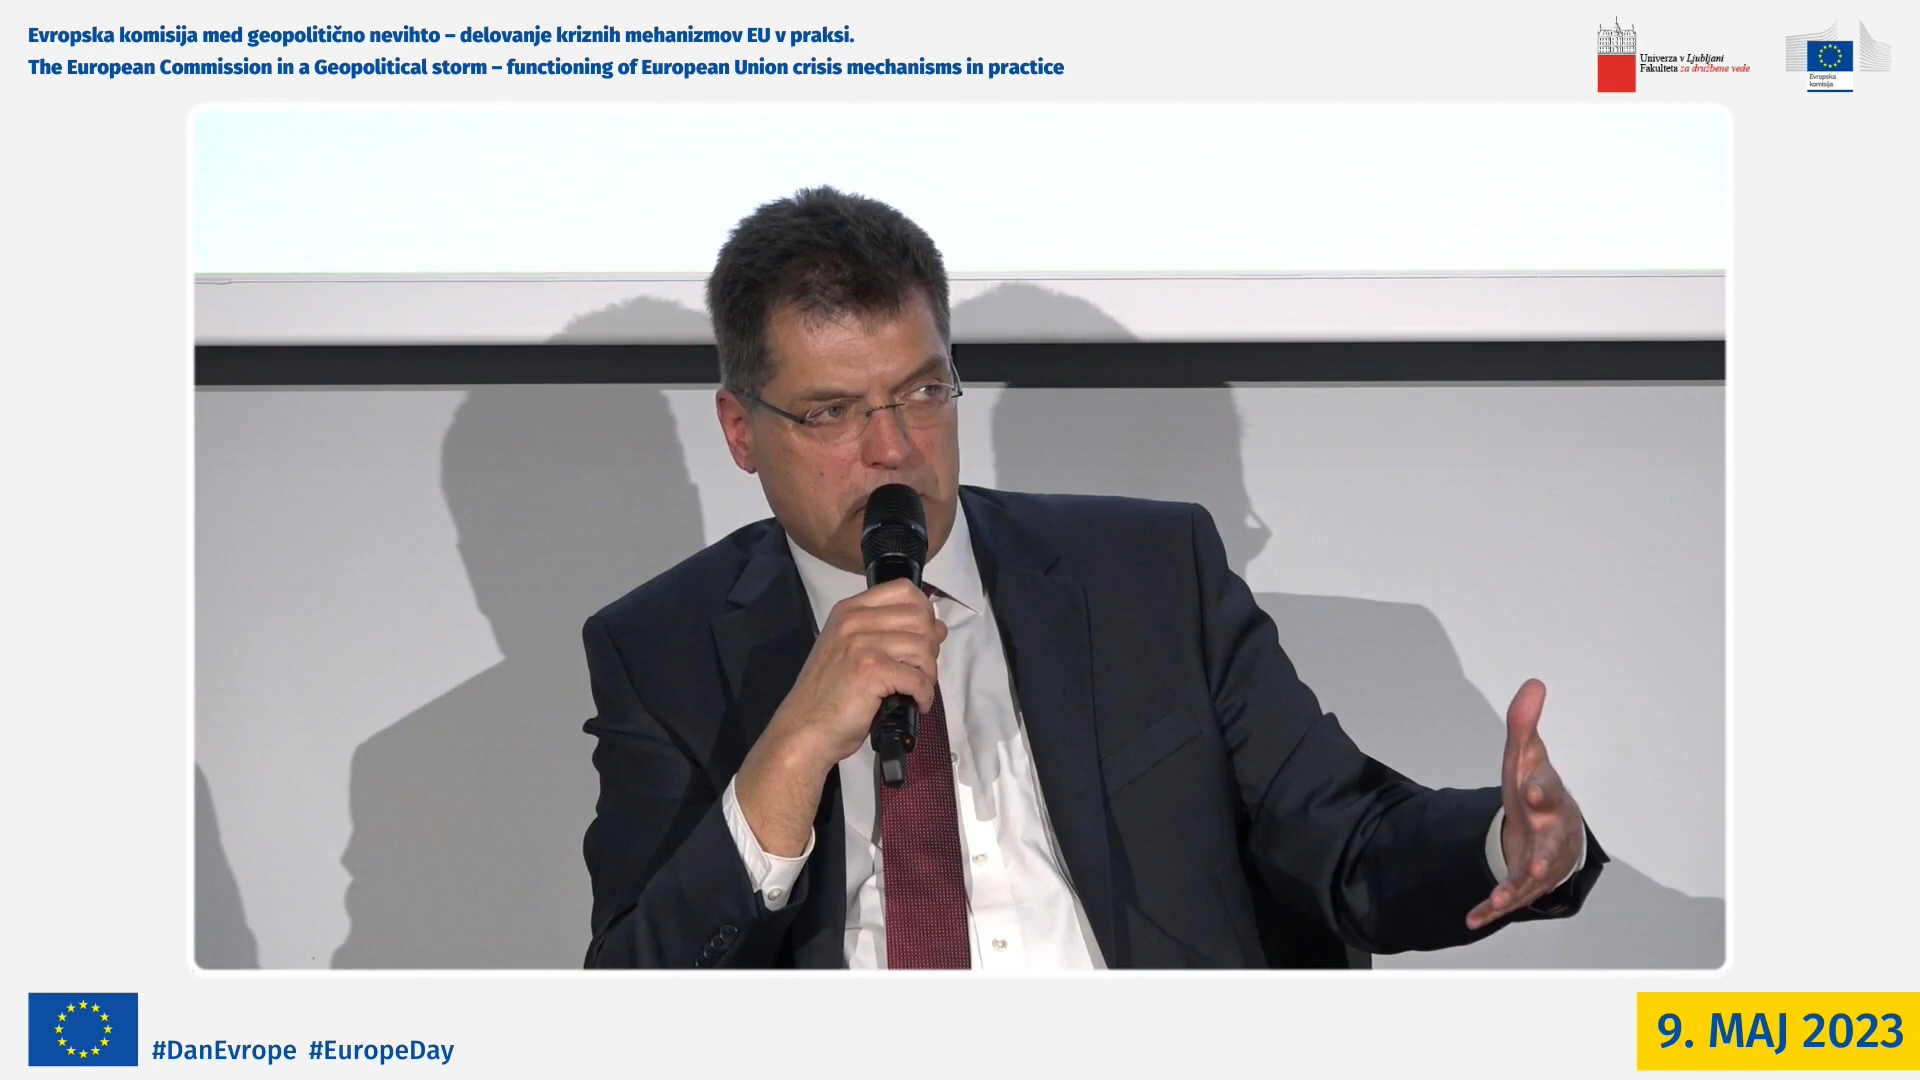 Evropska komisija med geopolitično nevihto – delovanje kriznih mehanizmov EU v praksi.
The European Commission in a Geopolitical storm – functioning of European Union crisis mechanisms in practice
Univerza v Ljubljani
Fakulteta za družbene vede
Evropska
komisija
#DanEvrope #EuropeDay
9. MAJ 2023